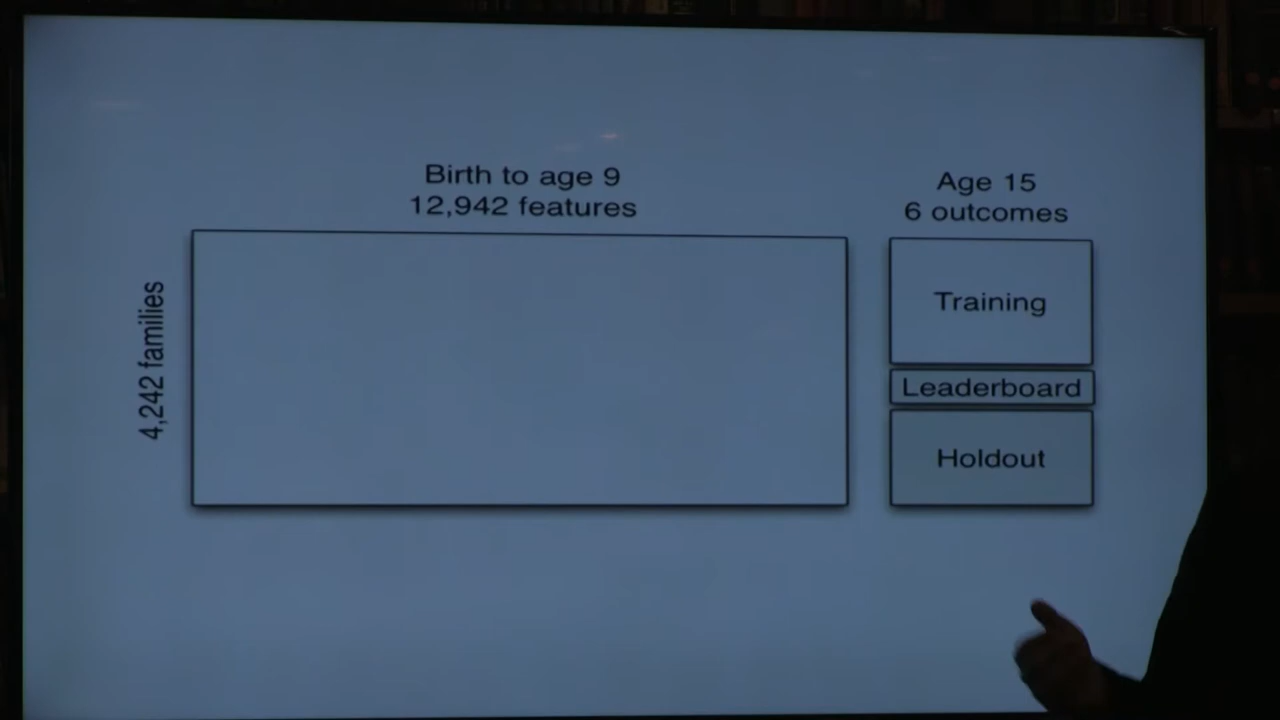 Birth to age 9
12,942 features
Age 15
6 outcomes
4,242 families
Training
Leaderboard
Holdout